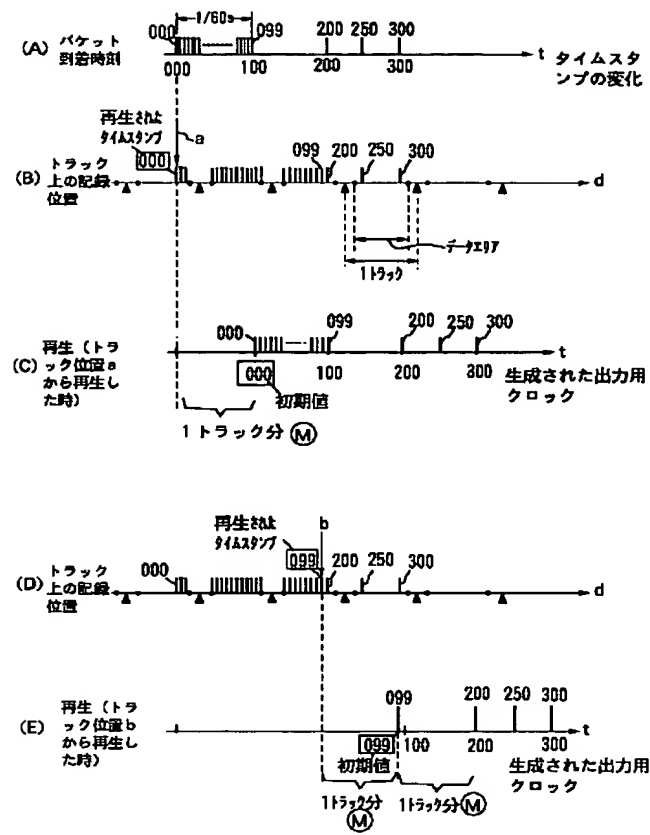 1/60s
000 099 200 250 300
(A) パケット
到着時刻
t タイムスタ
ンプの変化
000 100 200 300
再生された
タイムスタンプ
a
000
099 200 250 300
(B) トラック
上の記録
位置
d
データエリア
1トラック
000 099 200 250 300
(C) 再生(トラ
ック位置a
から再生し
た時)
t
000 100 200 300
生成された出力用
クロック
初期値
1トラック分 M
再生された
タイムスタンプ
b
000 099 200 250 300
(D) トラック
上の記録
位置
d
099 200 250 300
(E) 再生(トラ
ック位置b
から再生し
た時)
t
099 100 200 300
初期値
生成された出力用
クロック
1トラック分 M
1トラック分 M